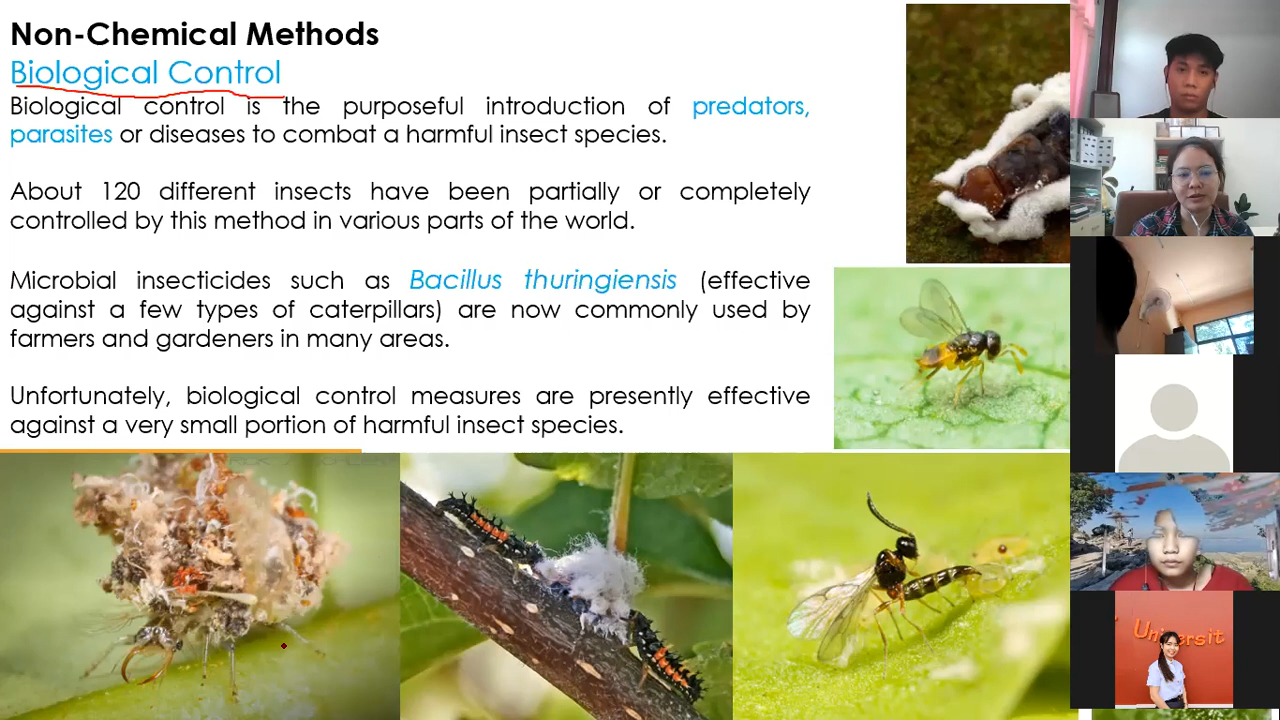 Non-Chemical Methods
Biological Control
Biological control is the purposeful introduction of predators,
parasites or diseases to combat a harmful insect species.
About 120 different insects have been partially or completely
controlled by this method in various parts of the world.
Microbial insecticides such as Bacillus thuringiensis (effective
against a few types of caterpillars) are now commonly used by
farmers and gardeners in many areas.
Unfortunately, biological control measures are presently effective
against a very small portion of harmful insect species.
Universit